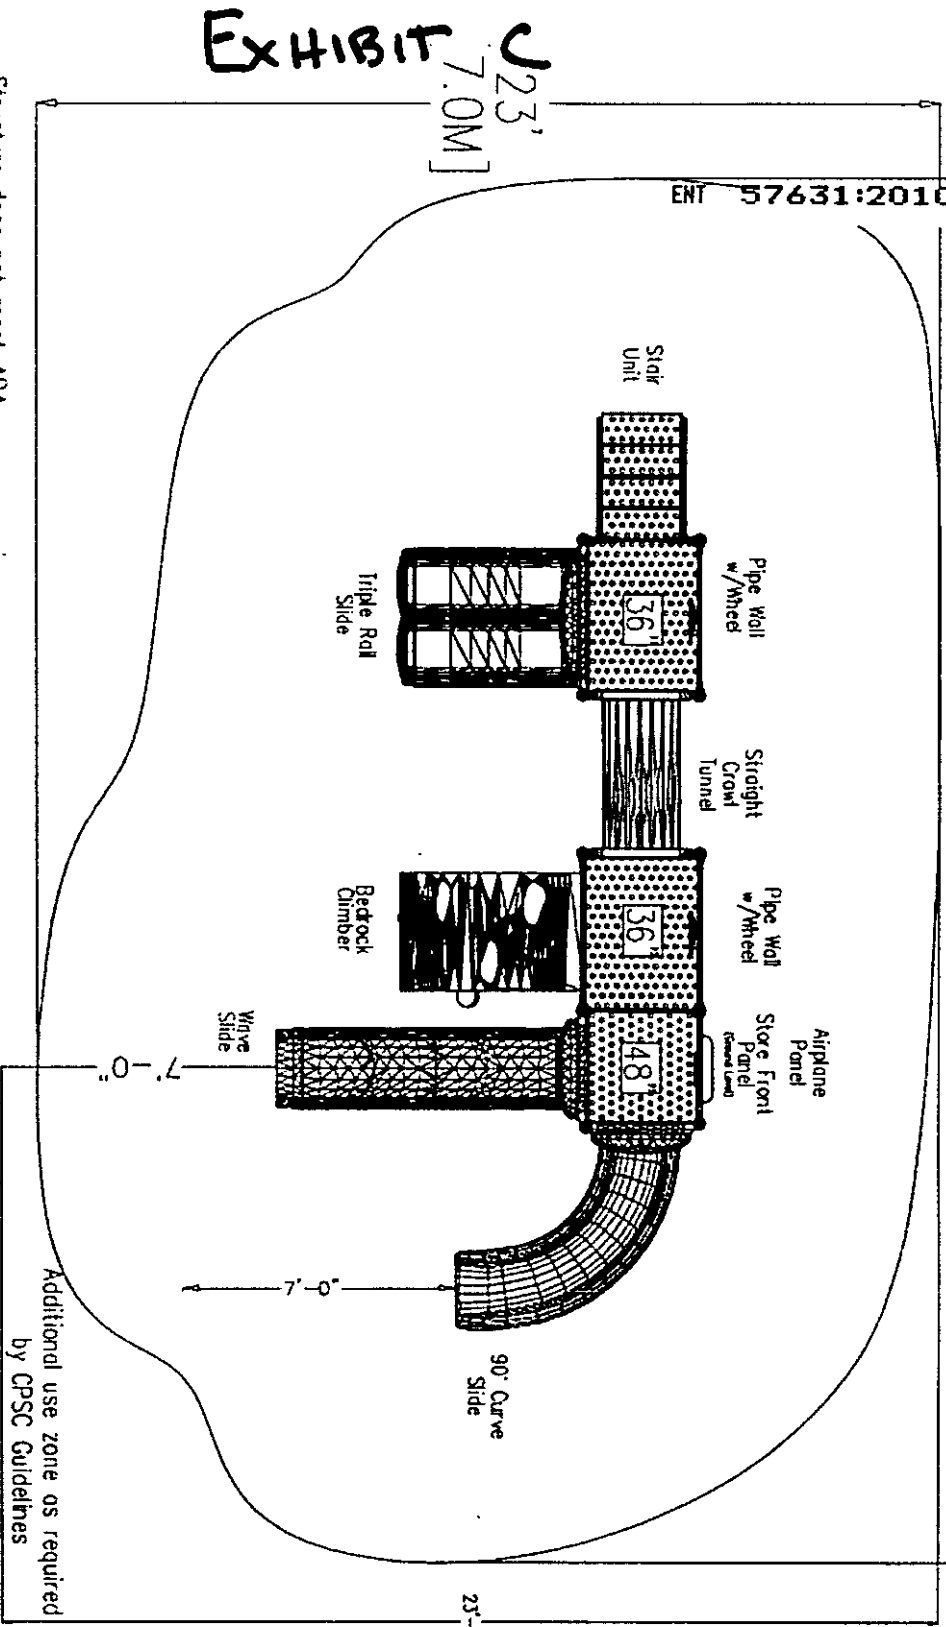 EXHIBIT C
23'
7.0M]
ENT 57631:2010
Stair
Unit
Pipe Wall
w/Wheel
36"
Triple Rail
Slide
Straight
Crawl
Tunnel
Pipe Wall
w/Wheel
36"
Bedrock
Climber
Airplane
Panel
Store Front
Panel
(Ground Level)
48"
Wave
Slide
7'-0"
7'-0"
90° Curve
Slide
Additional use zone as required
by CPSC Guidelines
23'-